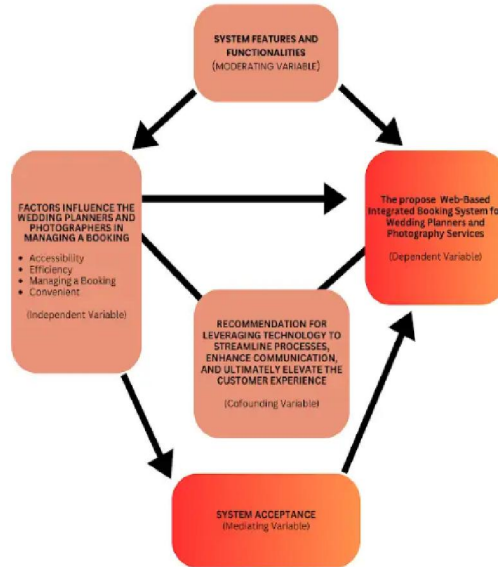 SYSTEM FEATURES AND
FUNCTIONALITIES
(MODERATING VARIABLE)
FACTORS INFLUENCE THE
WEDDING PLANNERS AND
PHOTOGRAPHERS IN
MANAGING A BOOKING
• Accessibility
• Efficiency
• Managing a Booking
• Convenient
(Independent Variable)
The propose Web-Based
Integrated Booking System for
Wedding Planners and
Photography Services
(Dependent Variable)
RECOMMENDATION FOR
LEVERAGING TECHNOLOGY TO
STREAMLINE PROCESSES,
ENHANCE COMMUNICATION,
AND ULTIMATELY ELEVATE THE
CUSTOMER EXPERIENCE
(Cofounding Variable)
SYSTEM ACCEPTANCE
(Mediating Variable)